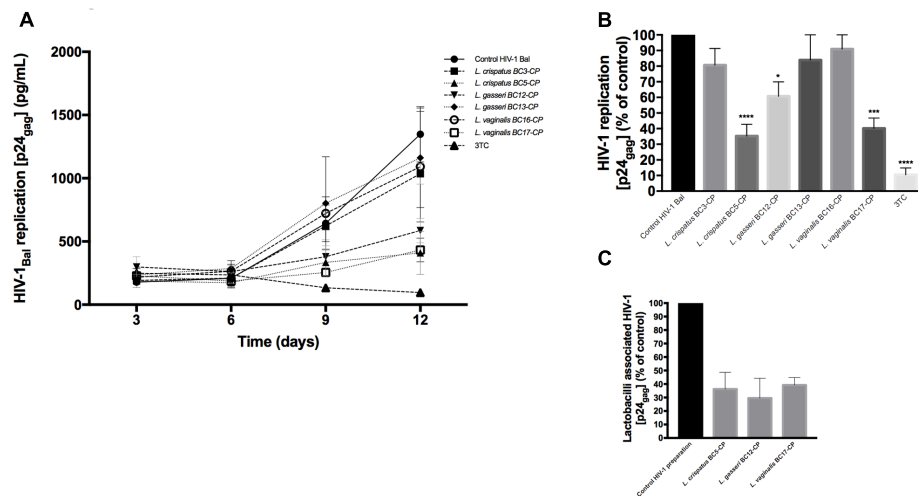 A
2000
1500
1000
500
0
HIV-1Bal replication [p24gag] (pg/mL)
3 6 9 12
Time (days)
Control HIV-1 Bal
L. crispatus BC3-CP
L. crispatus BC5-CP
L. gasseri BC12-CP
L. gasseri BC13-CP
L. vaginalis BC16-CP
L. vaginalis BC17-CP
3TC
B
HIV-1 replication
[p24gag] (% of control)
100
90
80
70
60
50
40
30
20
10
0
****
*
***
****
Control HIV-1 Bal
L. crispatus BC3-CP
L. crispatus BC5-CP
L. gasseri BC12-CP
L. gasseri BC13-CP
L. vaginalis BC16-CP
L. vaginalis BC17-CP
3TC
C
Lactobacilli associated HIV-1
[p24gag] (% of control)
100
90
80
70
60
50
40
30
20
10
0
Control HIV-1 preparation
L. crispatus BC5-CP
L. gasseri BC12-CP
L. vaginalis BC17-CP